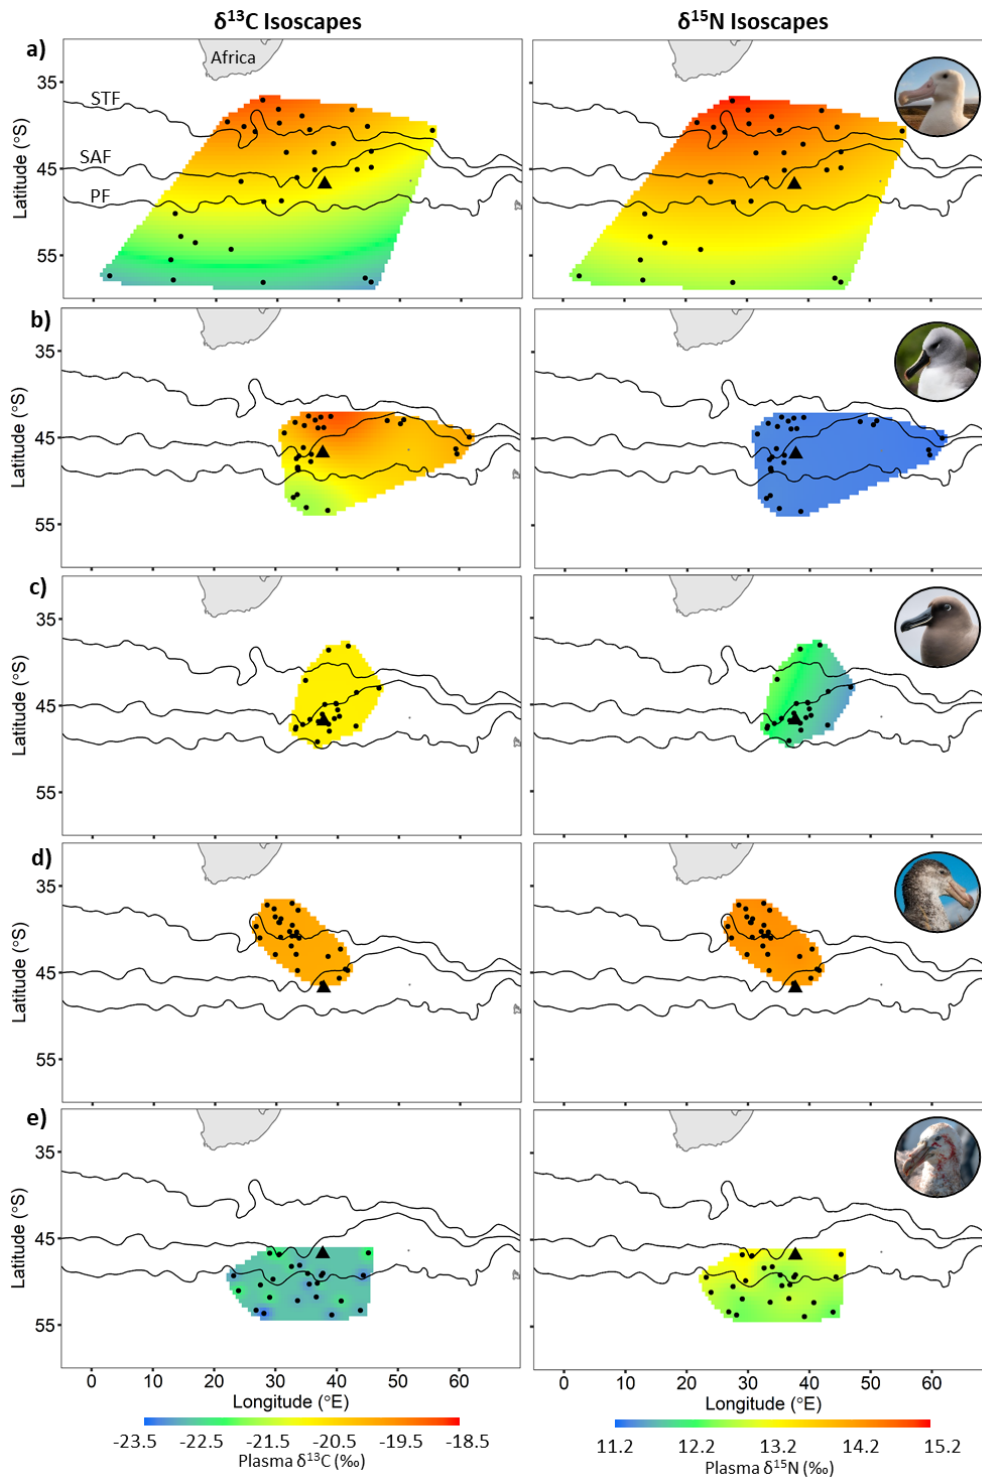 δ¹³C Isoscapes
δ¹⁵N Isoscapes
a)
Africa
35
STF
SAF
45
PF
55
Latitude (°S)
b)
35
45
55
Latitude (°S)
c)
35
45
55
Latitude (°S)
d)
35
45
55
Latitude (°S)
e)
35
45
55
Latitude (°S)
0 10 20 30 40 50 60
Longitude (°E)
0 10 20 30 40 50 60
Longitude (°E)
-23.5 -22.5 -21.5 -20.5 -19.5 -18.5
Plasma δ¹³C (‰)
11.2 12.2 13.2 14.2 15.2
Plasma δ¹⁵N (‰)